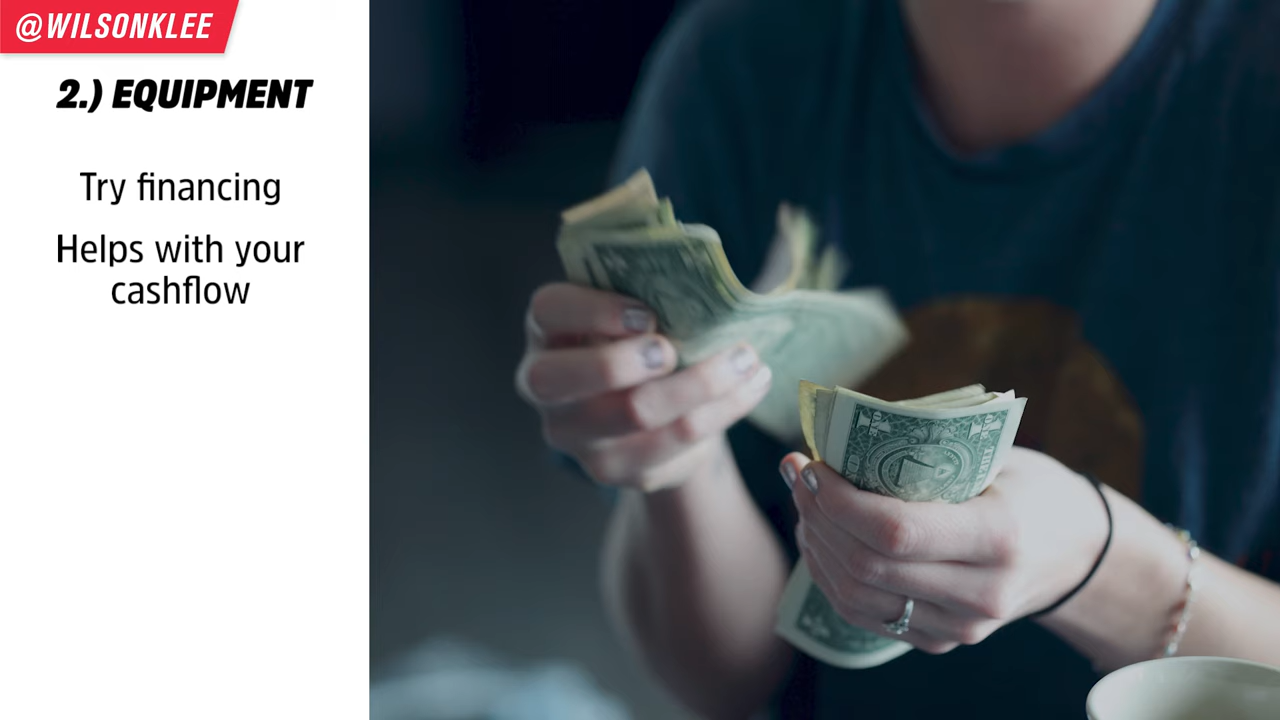 @WILSONKLEE
2.) EQUIPMENT
Try financing
Helps with your
cashflow